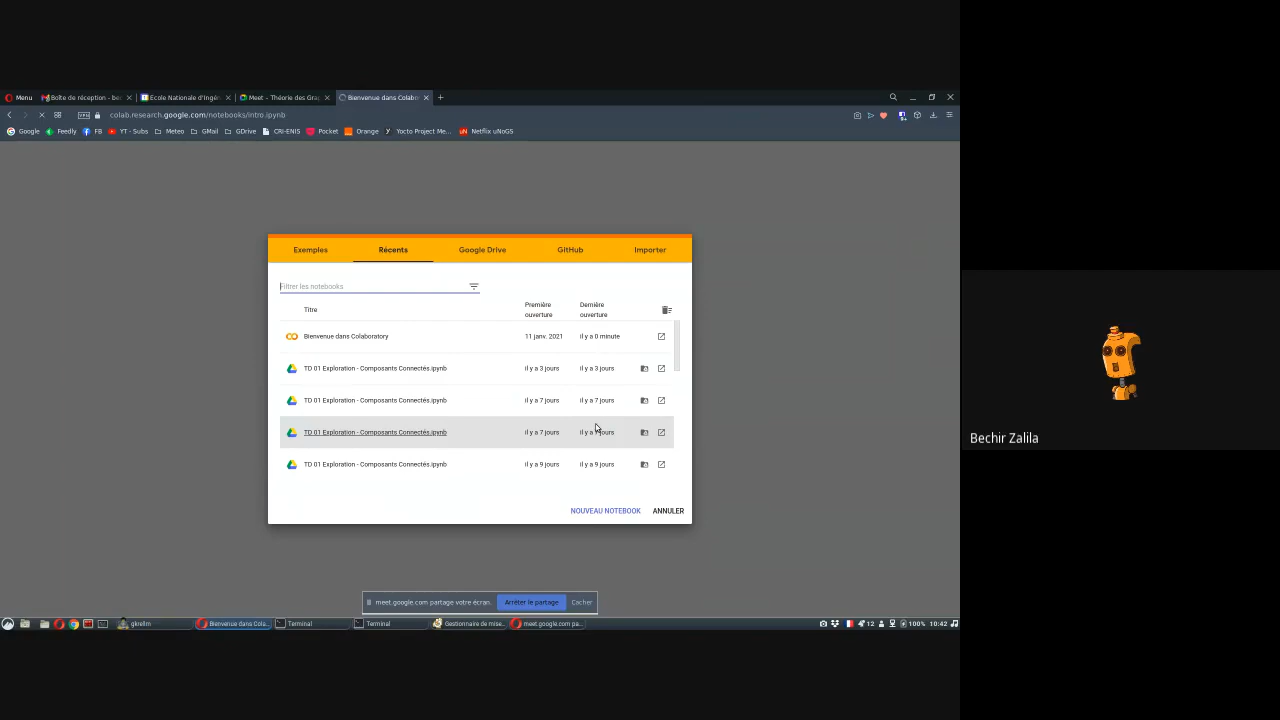 Menu Boîte de réception - be École Nationale d'Ingén Meet – Théorie des Grap Bienvenue dans Colabo
colab.research.google.com/notebooks/intro.ipynb
Google Feedly FB YT - Subs Meteo GMail GDrive CRI-ENIS Pocket Orange Yocto Project Me... Netflix uNoGS
Exemples Récents Google Drive GitHub Importer
Filtrer les notebooks
Titre Première ouverture Dernière ouverture
Bienvenue dans Colaboratory 11 janv. 2021 il y a 0 minute
TD 01 Exploration - Composants Connectés.ipynb il y a 3 jours il y a 3 jours
TD 01 Exploration - Composants Connectés.ipynb il y a 7 jours il y a 7 jours
TD 01 Exploration - Composants Connectés.ipynb il y a 7 jours il y a jours
TD 01 Exploration - Composants Connectés.ipynb il y a 9 jours il y a 9 jours
NOUVEAU NOTEBOOK ANNULER
Bechir Zalila
meet.google.com partage votre écran. Arrêter le partage Cacher
gkrellm Bienvenue dans Cola... Terminal Terminal Gestionnaire de mise... meet.google.com pa... 12 100% 10:42